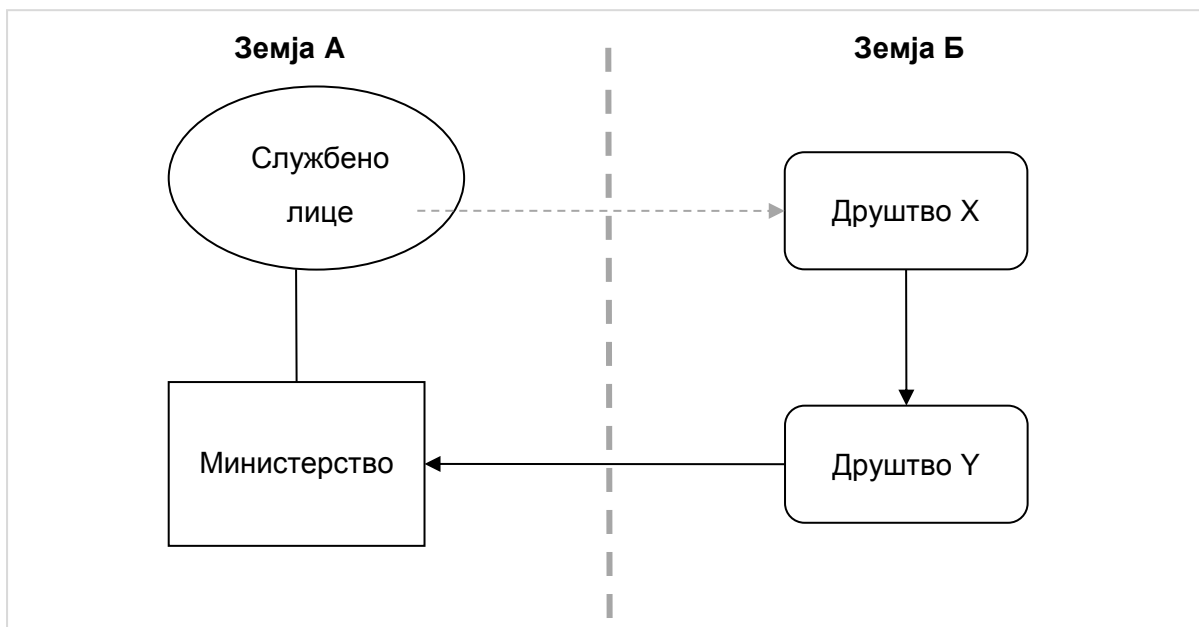 Земја А
Земја Б
Службено
лице
Друштво X
Министерство
Друштво Y